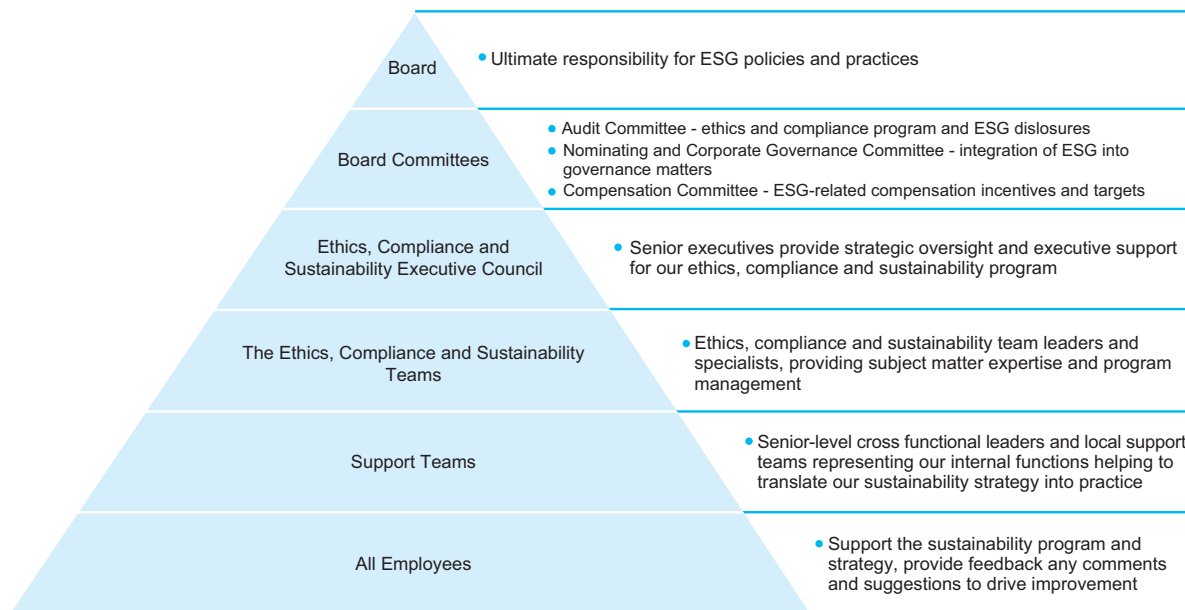 Board
• Ultimate responsibility for ESG policies and practices
Board Committees
• Audit Committee - ethics and compliance program and ESG dislosures
• Nominating and Corporate Governance Committee - integration of ESG into
governance matters
• Compensation Committee - ESG-related compensation incentives and targets
Ethics, Compliance and
Sustainability Executive Council
• Senior executives provide strategic oversight and executive support
for our ethics, compliance and sustainability program
The Ethics, Compliance and Sustainability
Teams
• Ethics, compliance and sustainability team leaders and
specialists, providing subject matter expertise and program
management
Support Teams
• Senior-level cross functional leaders and local support
teams representing our internal functions helping to
translate our sustainability strategy into practice
All Employees
• Support the sustainability program and
strategy, provide feedback any comments
and suggestions to drive improvement